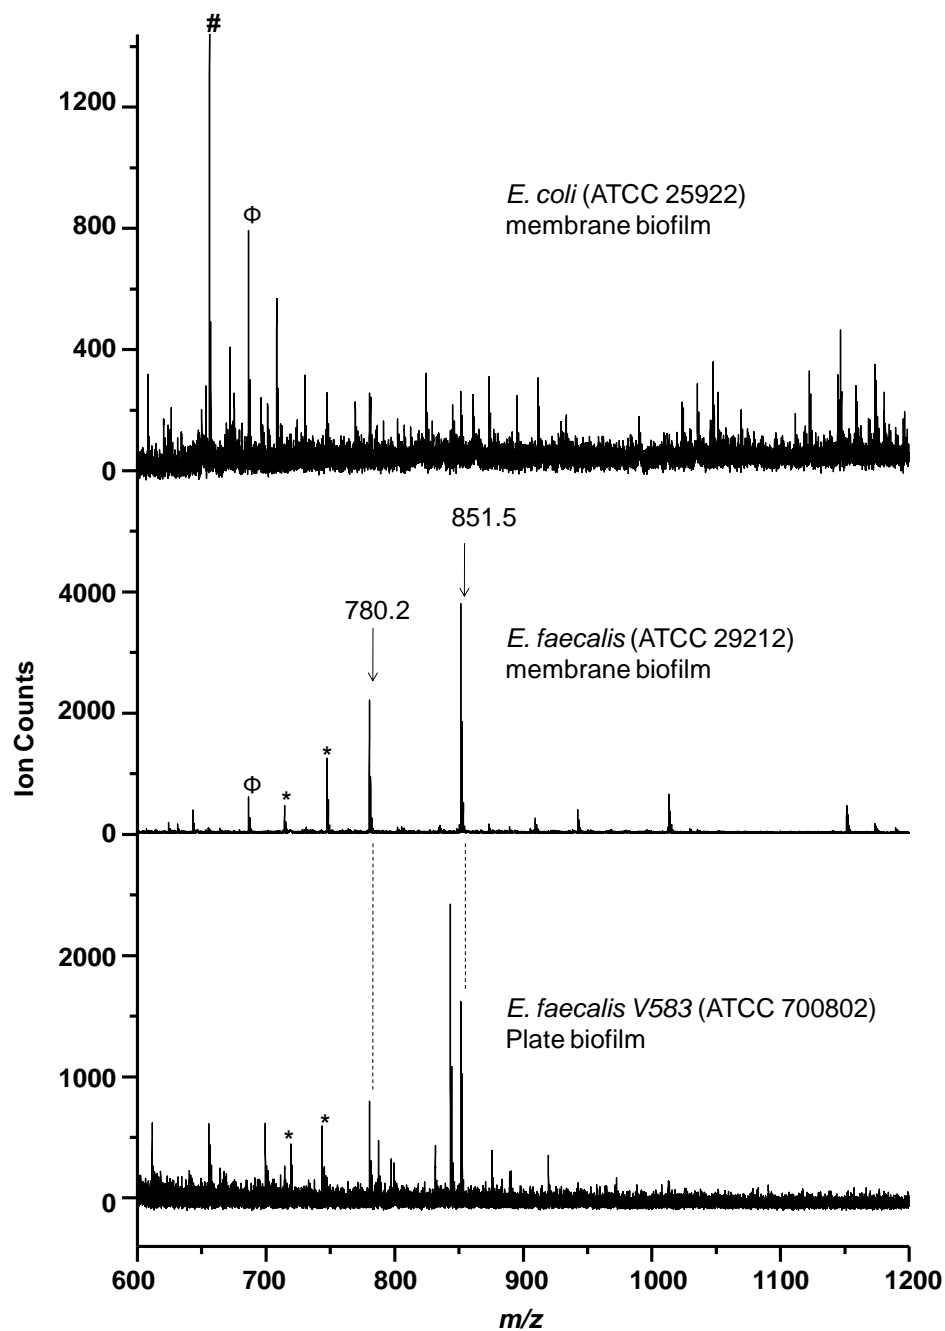 #
1200
Φ
E. coli (ATCC 25922)
membrane biofilm
800
400
0
851.5
4000
780.2
E. faecalis (ATCC 29212)
membrane biofilm
2000
*
Φ
*
0
Ion Counts
2000
E. faecalis V583 (ATCC 700802)
Plate biofilm
1000
*
*
0
600 700 800 900 1000 1100 1200
m/z